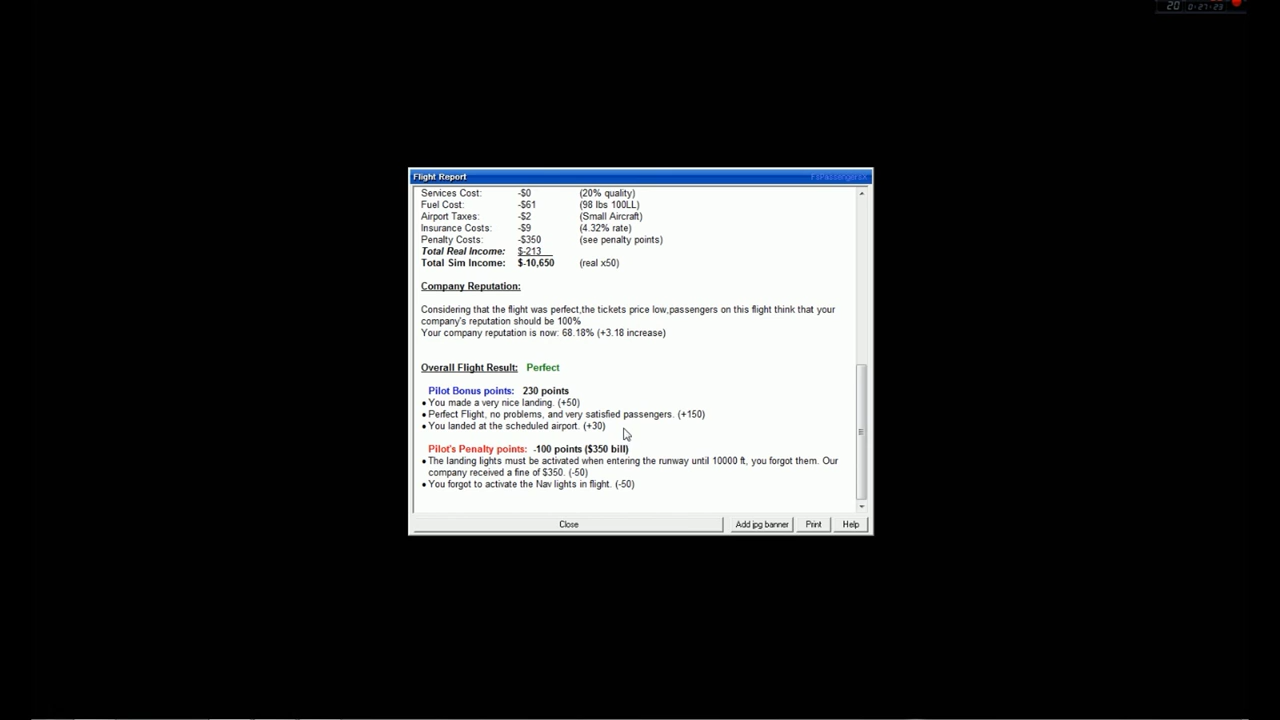 20 0:27:23
Flight Report FsPassengersX
Services Cost: -$0 (20% quality)
Fuel Cost: -$61 (98 lbs 100LL)
Airport Taxes: -$2 (Small Aircraft)
Insurance Costs: -$9 (4.32% rate)
Penalty Costs: -$350 (see penalty points)
Total Real Income: $-213
Total Sim Income: $-10,650 (real x50)
Company Reputation:
Considering that the flight was perfect,the tickets price low,passengers on this flight think that your
company's reputation should be 100%
Your company reputation is now: 68.18% (+3.18 increase)
Overall Flight Result: Perfect
Pilot Bonus points: 230 points
• You made a very nice landing. (+50)
• Perfect Flight, no problems, and very satisfied passengers. (+150)
• You landed at the scheduled airport. (+30)
Pilot's Penalty points: -100 points ($350 bill)
• The landing lights must be activated when entering the runway until 10000 ft, you forgot them. Our
company received a fine of $350. (-50)
• You forgot to activate the Nav lights in flight. (-50)
Close Add jpg banner Print Help